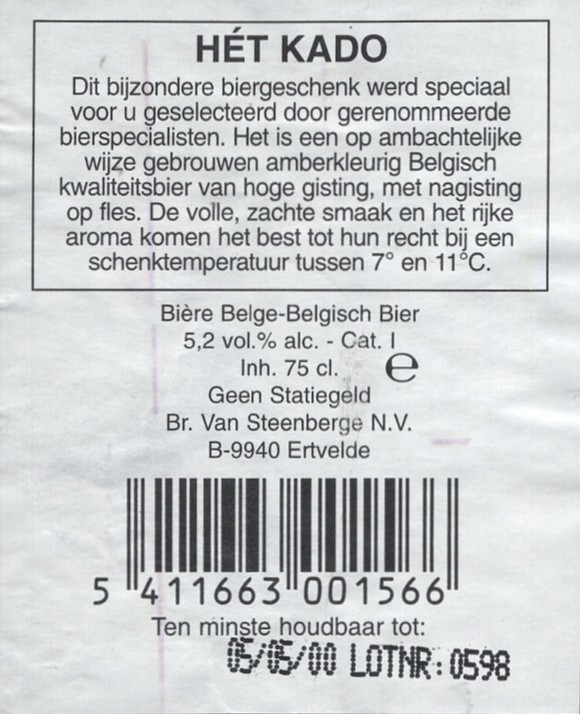 HÉT KADO
Dit bijzondere biergeschenk werd speciaal
voor u geselecteerd door gerenommeerde
bierspecialisten. Het is een op ambachtelijke
wijze gebrouwen amberkleurig Belgisch
kwaliteitsbier van hoge gisting, met nagisting
op fles. De volle, zachte smaak en het rijke
aroma komen het best tot hun recht bij een
schenktemperatuur tussen 7° en 11°C.
Bière Belge-Belgisch Bier
5,2 vol.% alc. - Cat. I
Inh. 75 cl. ℮
Geen Statiegeld
Br. Van Steenberge N.V.
B-9940 Ertvelde
5 411663 001566
Ten minste houdbaar tot:
05/05/00 LOTNR: 0598